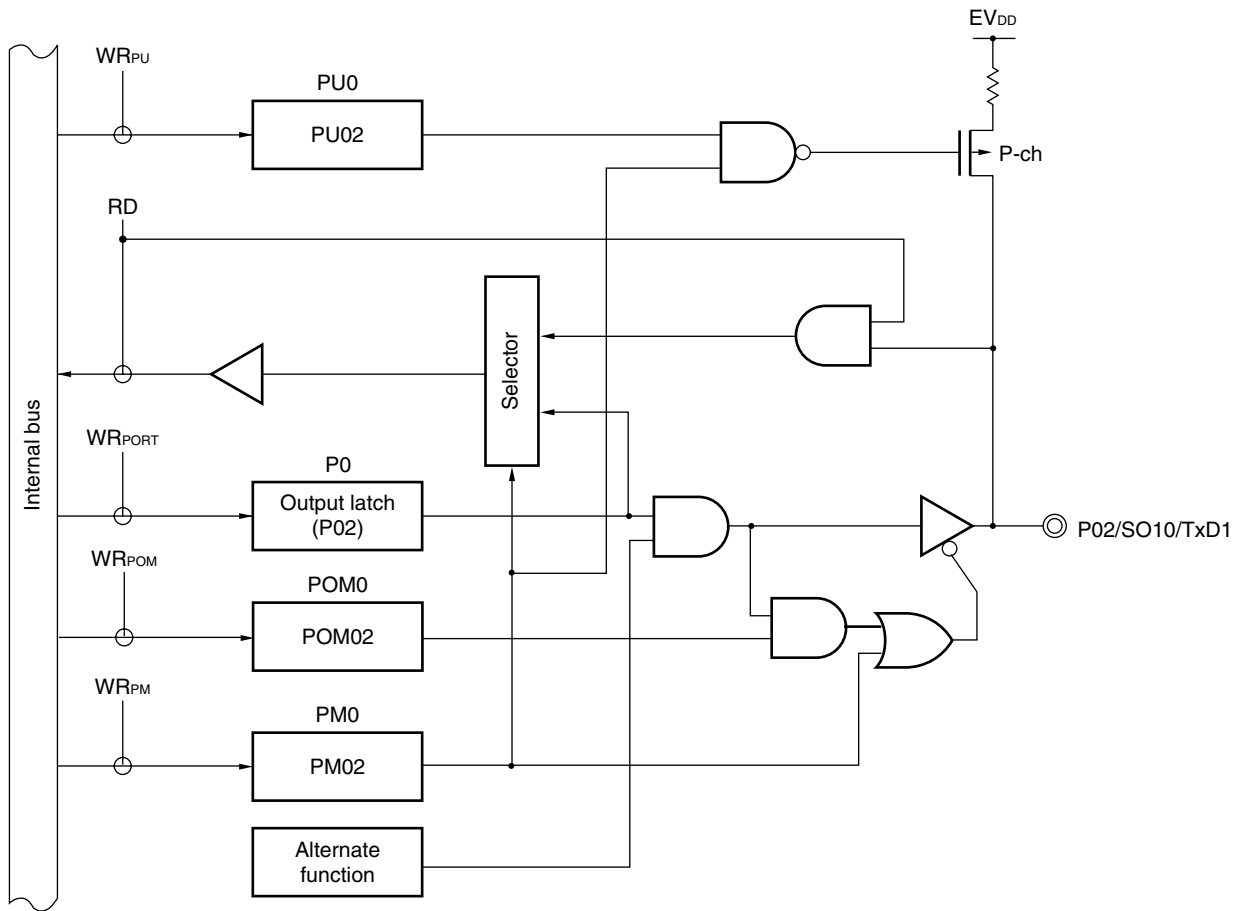 EVDD
WRPU
PU0
PU02
P-ch
RD
Selector
Internal bus
WRPORT
P0
Output latch
(P02)
P02/SO10/TxD1
WRPOM
POM0
POM02
WRPM
PM0
PM02
Alternate
function